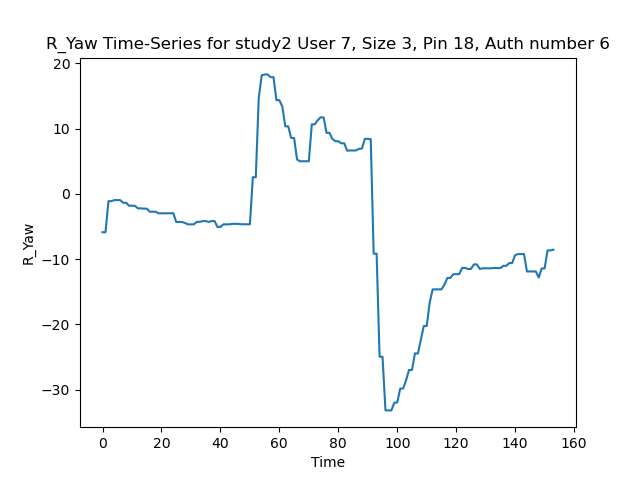 R_Yaw Time-Series for study2 User 7, Size 3, Pin 18, Auth number 6
20
10
0
−10
−20
−30
R_Yaw
0 20 40 60 80 100 120 140 160
Time